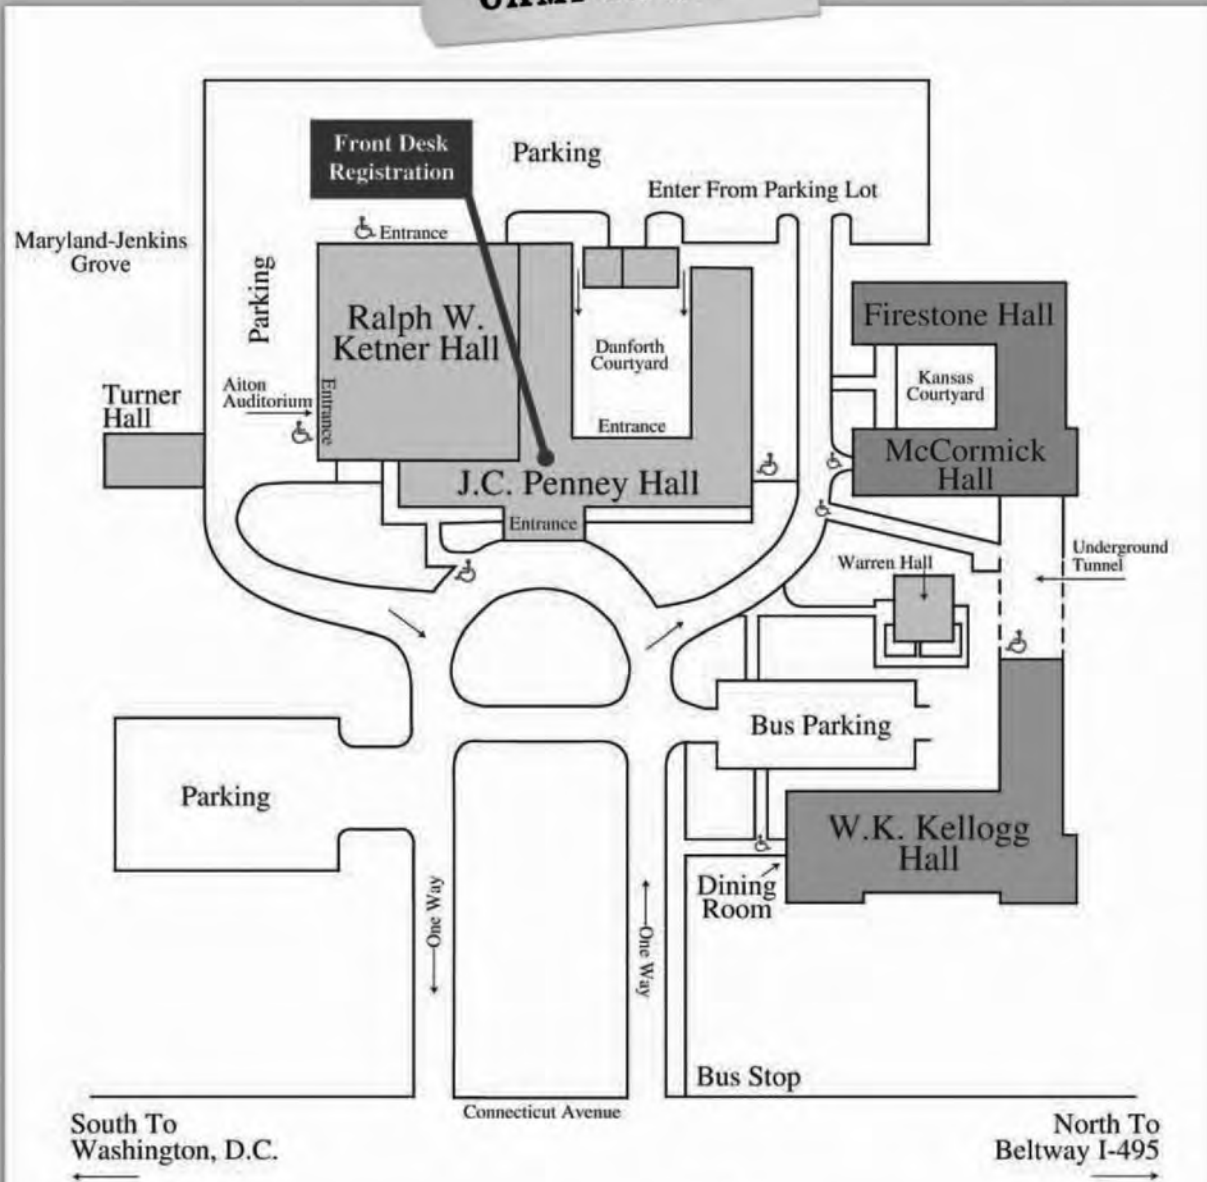 Front Desk
Registration
Parking
Enter From Parking Lot
Maryland-Jenkins
Grove
Entrance
Parking
Ralph W.
Ketner Hall
Danforth
Courtyard
Firestone Hall
Kansas
Courtyard
Turner
Hall
Aiton
Auditorium
Entrance
Entrance
McCormick
Hall
J.C. Penney Hall
Entrance
Warren Hall
Underground
Tunnel
Bus Parking
Parking
W.K. Kellogg
Hall
Dining
Room
One Way
One Way
Bus Stop
Connecticut Avenue
South To
Washington, D.C.
North To
Beltway I-495